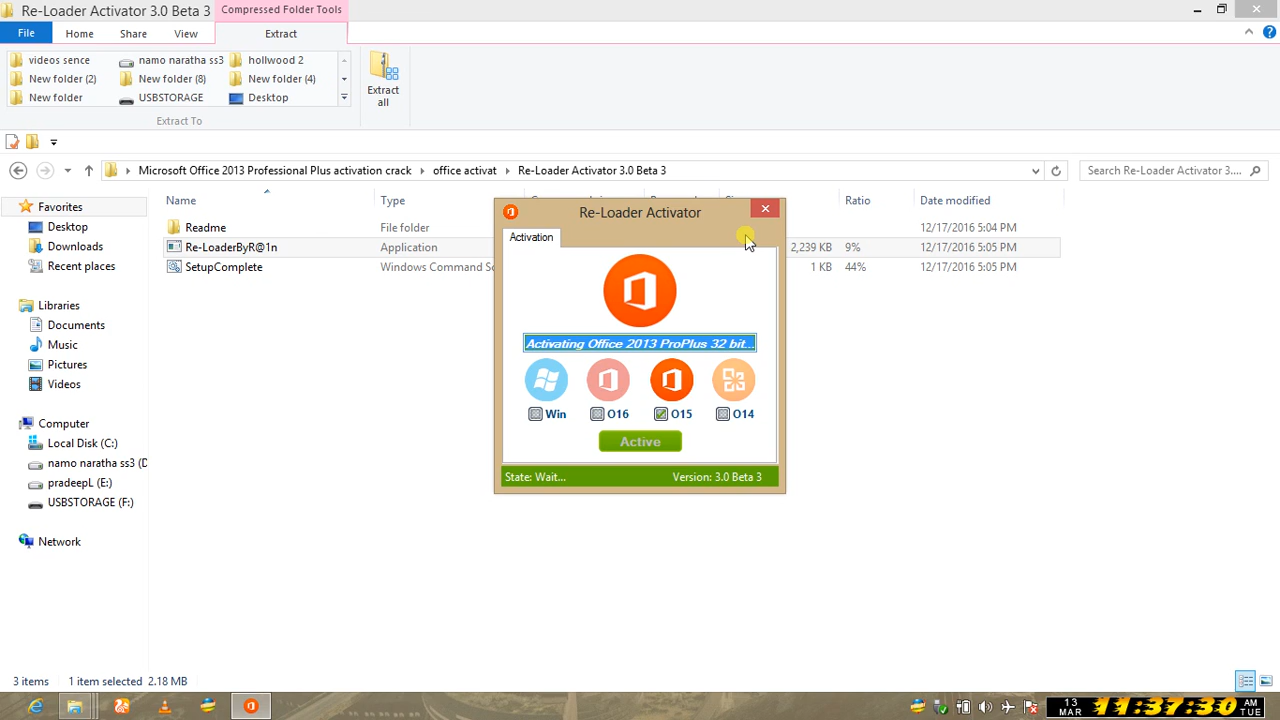 Re-Loader Activator 3.0 Beta 3
Compressed Folder Tools
File
Home
Share
View
Extract
videos sence
namo naratha ss3
hollwood 2
New folder (2)
New folder (8)
New folder (4)
New folder
USBSTORAGE
Desktop
Extract To
Extract
all
Microsoft Office 2013 Professional Plus activation crack
office activat
Re-Loader Activator 3.0 Beta 3
Search Re-Loader Activator 3....
Name
Type
Ratio
Date modified
Readme
File folder
12/17/2016 5:04 PM
Re-LoaderByR@1n
Application
2,239 KB
9%
12/17/2016 5:05 PM
SetupComplete
Windows Command Sc
1 KB
44%
12/17/2016 5:05 PM
Favorites
Desktop
Downloads
Recent places
Libraries
Documents
Music
Pictures
Videos
Computer
Local Disk (C:)
namo naratha ss3 (D
pradeepL (E:)
USBSTORAGE (F:)
Network
Re-Loader Activator
Activation
Activating Office 2013 ProPlus 32 bit...
Win
O16
O15
O14
Active
State: Wait...
Version: 3.0 Beta 3
3 items
1 item selected 2.18 MB
13
MAR
11:37:30
AM
TUE